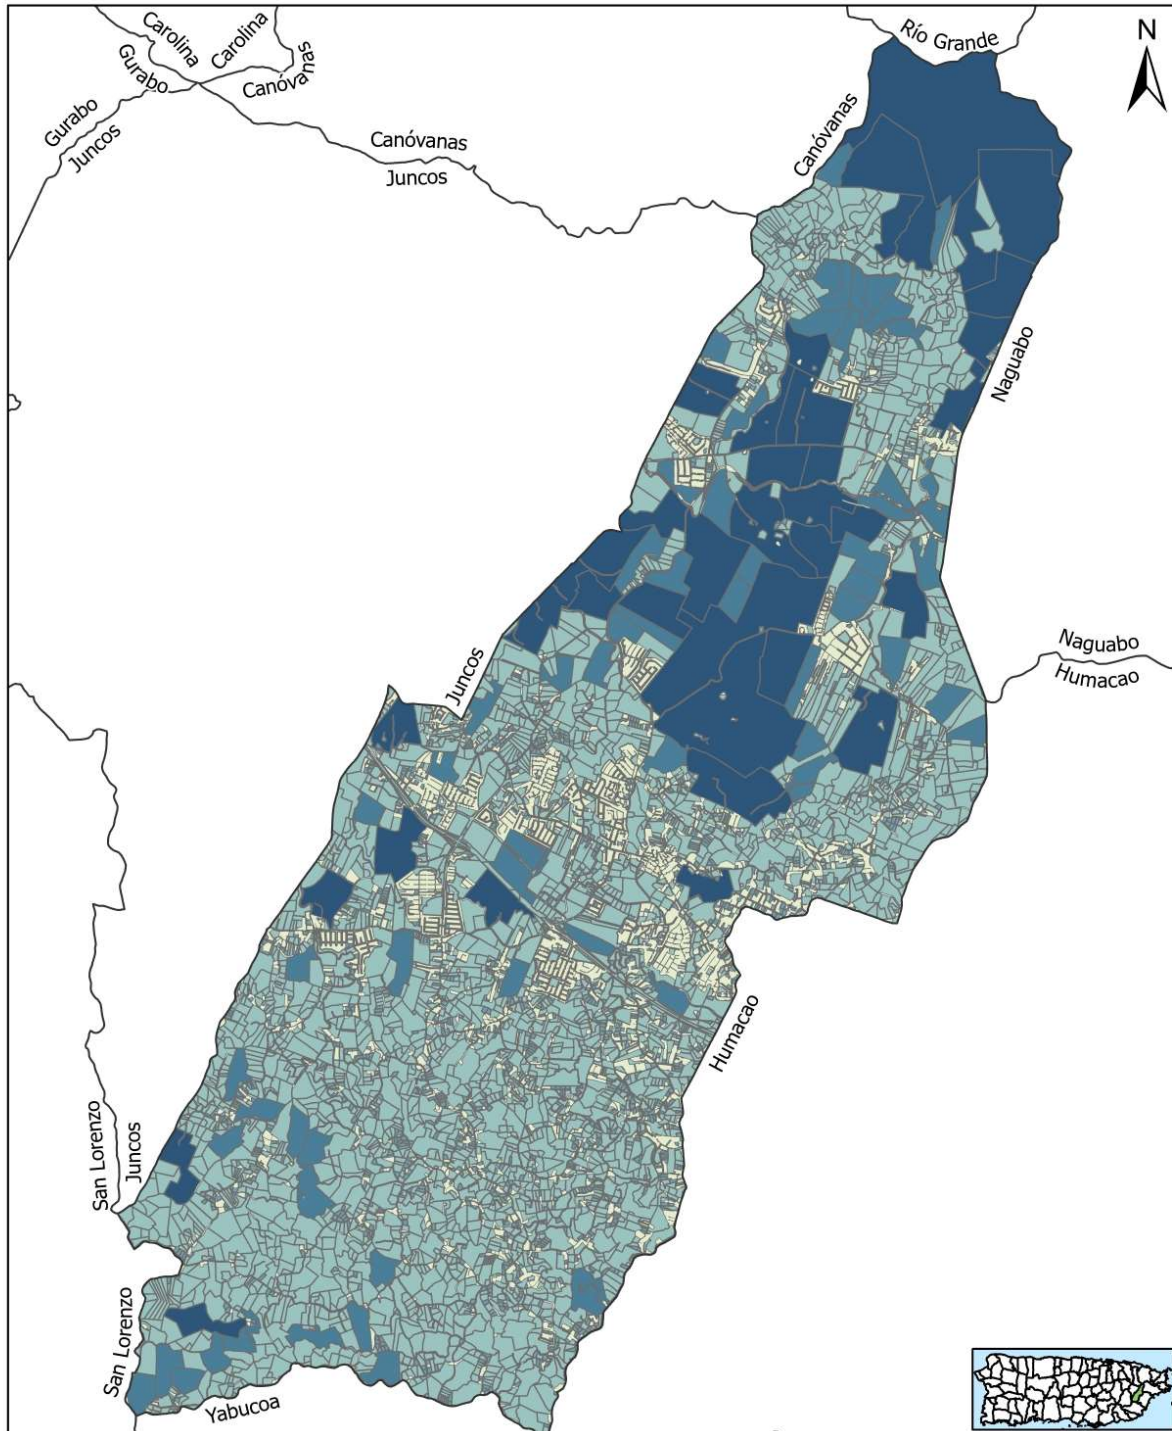 Río Grande
N
Carolina
Carolina
Gurabo
Canóvanas
Gurabo
Juncos
Canóvanas
Juncos
Canóvanas
Naguabo
Naguabo
Humacao
Juncos
Humacao
San Lorenzo
Juncos
San Lorenzo
Yabucoa